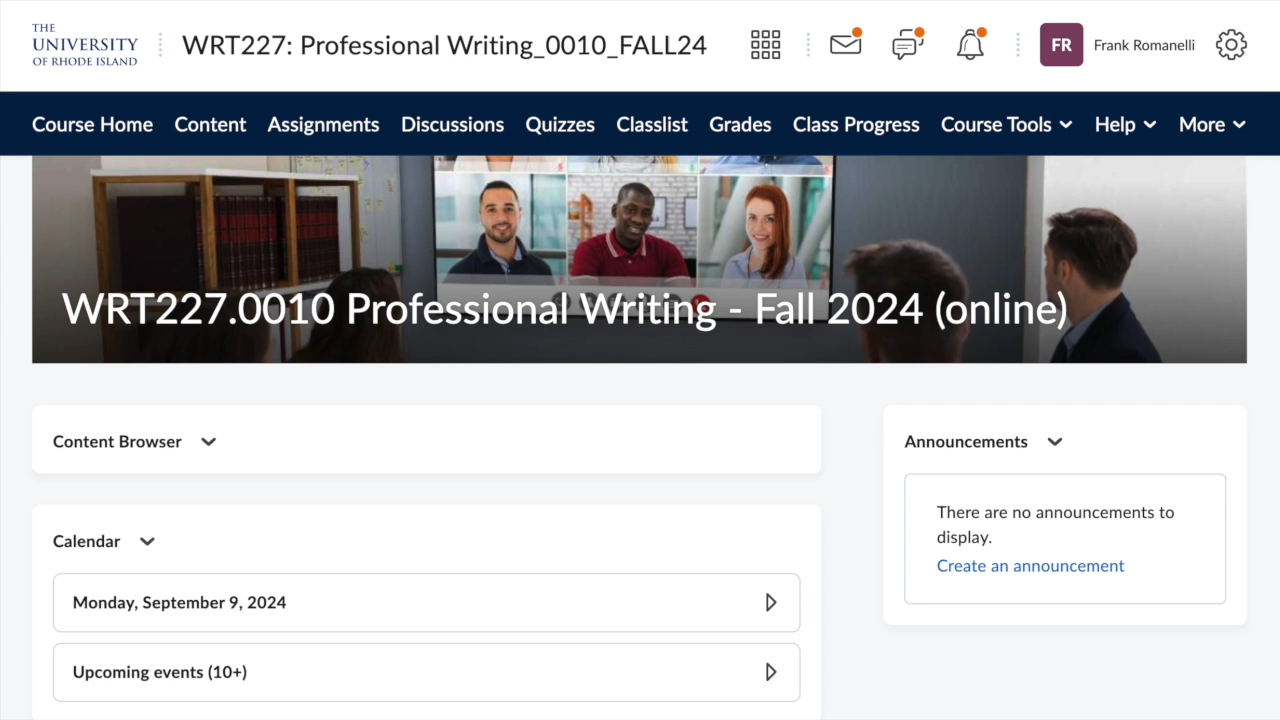 THE
UNIVERSITY
OF RHODE ISLAND
WRT227: Professional Writing_0010_FALL24
FR
Frank Romanelli
Course Home Content Assignments Discussions Quizzes Classlist Grades Class Progress Course Tools Help More
WRT227.0010 Professional Writing - Fall 2024 (online)
Content Browser
Calendar
Monday, September 9, 2024
Upcoming events (10+)
Announcements
There are no announcements to
display.
Create an announcement